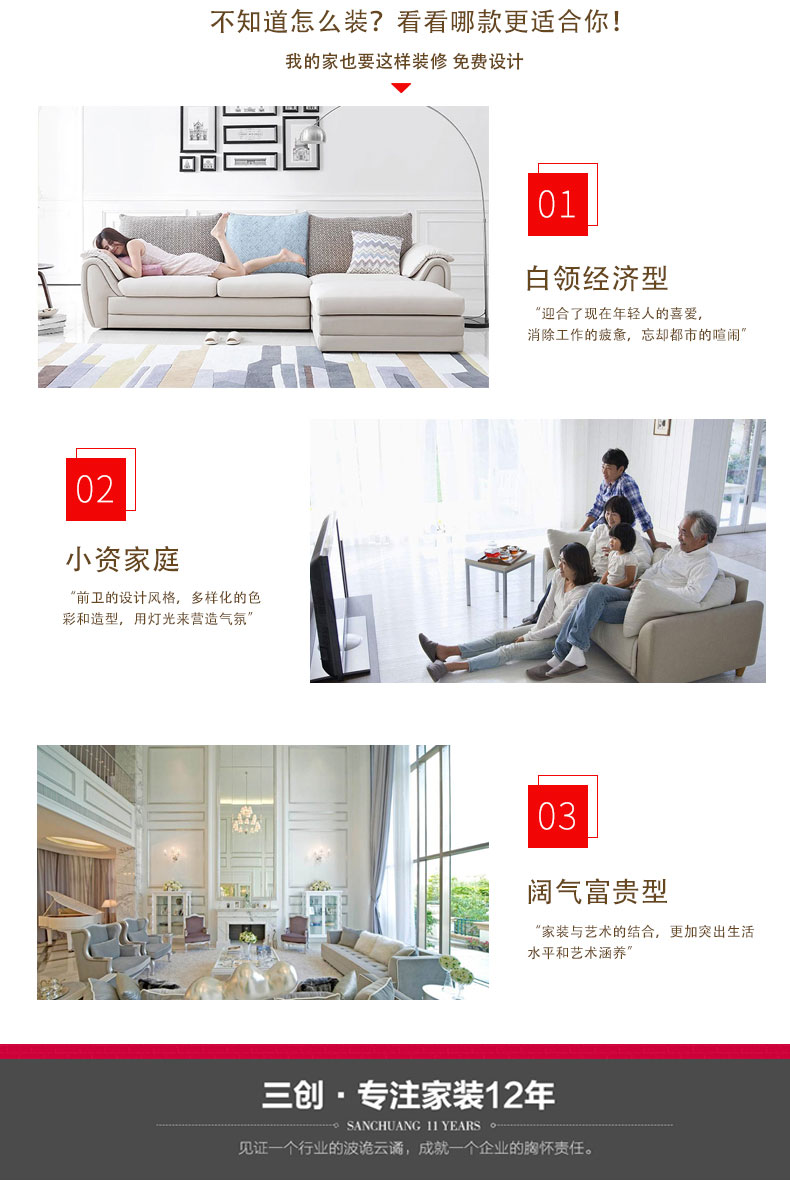 不知道怎么装？看看哪款更适合你！
我的家也要这样装修 免费设计
01
白领经济型
“迎合了现在年轻人的喜爱，
消除工作的疲惫，忘却都市的喧闹”
02
小资家庭
“前卫的设计风格，多样化的色
彩和造型，用灯光来营造气氛”
03
阔气富贵型
“家装与艺术的结合，更加突出生活
水平和艺术涵养”
三创·专注家装12年
SANCHUANG 11 YEARS
见证一个行业的波诡云谲，成就一个企业的胸怀责任。